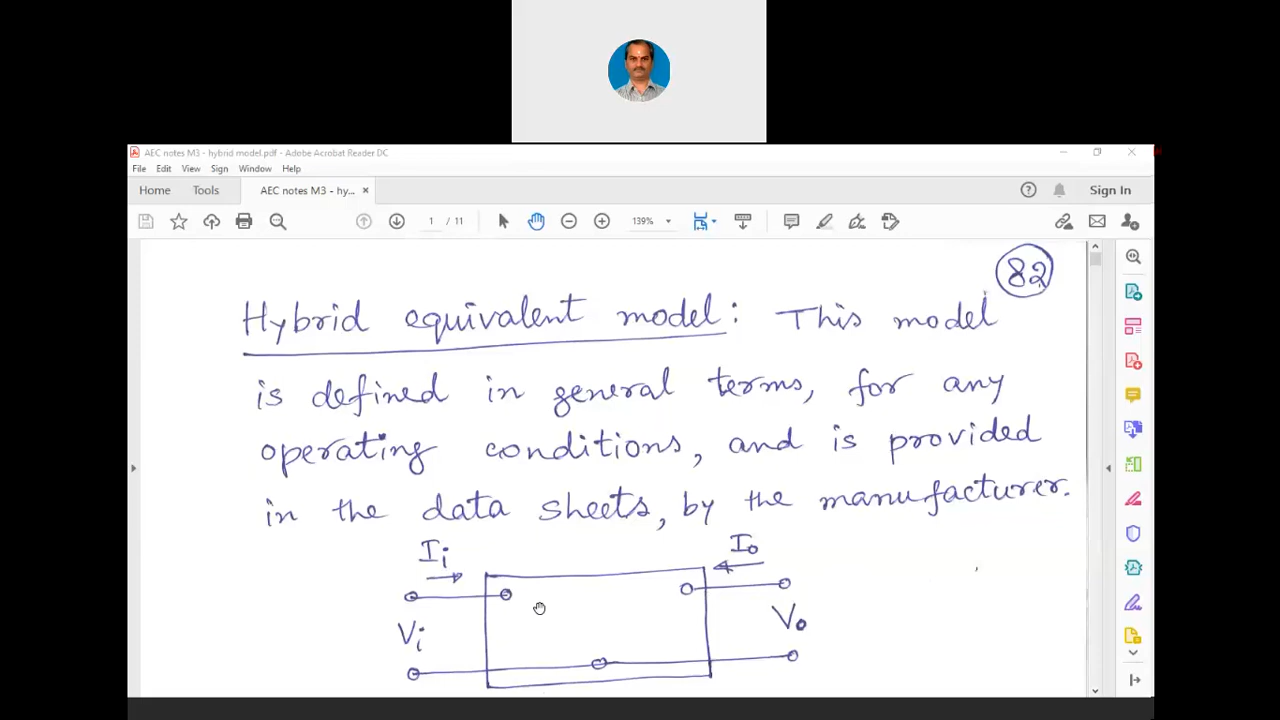 AEC notes M3 - hybrid model.pdf - Adobe Acrobat Reader DC
File Edit View Sign Window Help
Home Tools AEC notes M3 - hy... × Sign In
1 / 11 139%
82
Hybrid equivalent model: This model
is defined in general terms, for any
operating conditions, and is provided
in the data sheets, by the manufacturer.
Ii Io
Vi Vo